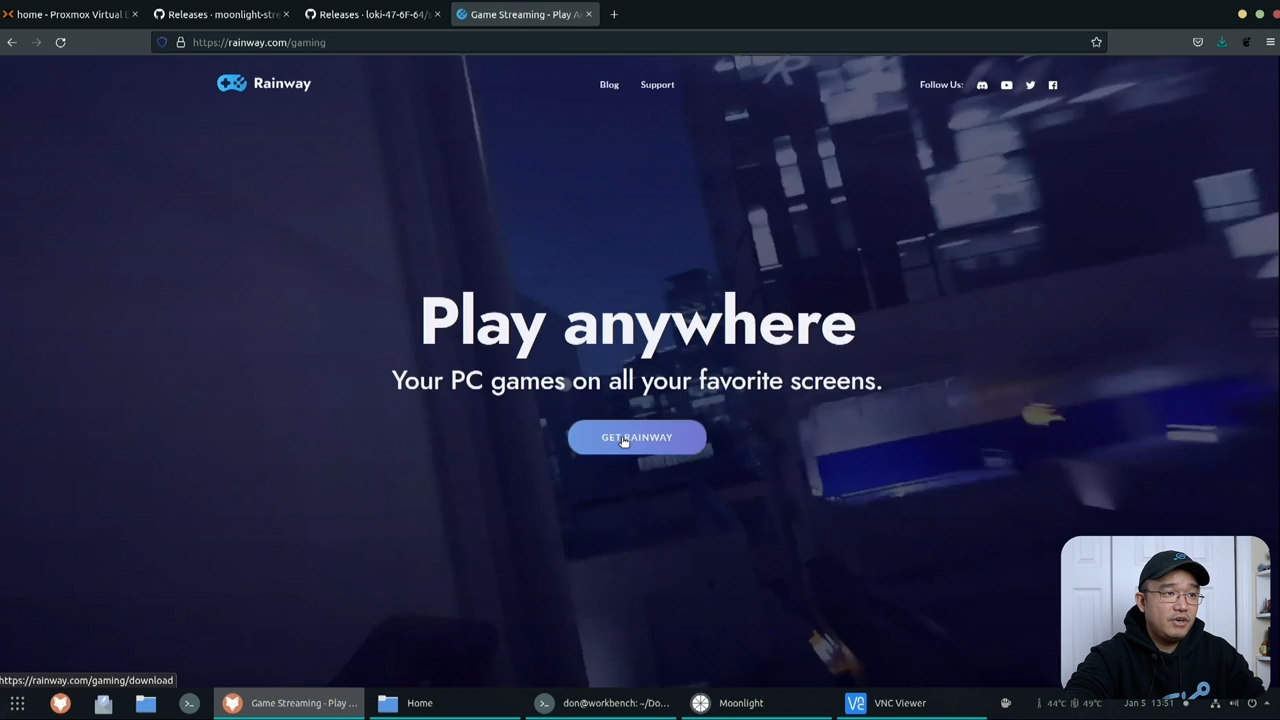 home - Proxmox Virtual E
Releases · moonlight-stre
Releases · loki-47-6F-64/s
Game Streaming - Play A
https://rainway.com/gaming
Rainway
Blog
Support
Follow Us:
Play anywhere
Your PC games on all your favorite screens.
GET RAINWAY
https://rainway.com/gaming/download
Game Streaming - Play ...
Home
don@workbench: ~/Do...
Moonlight
VNC Viewer
44°C
49°C
Jan 5 13:51